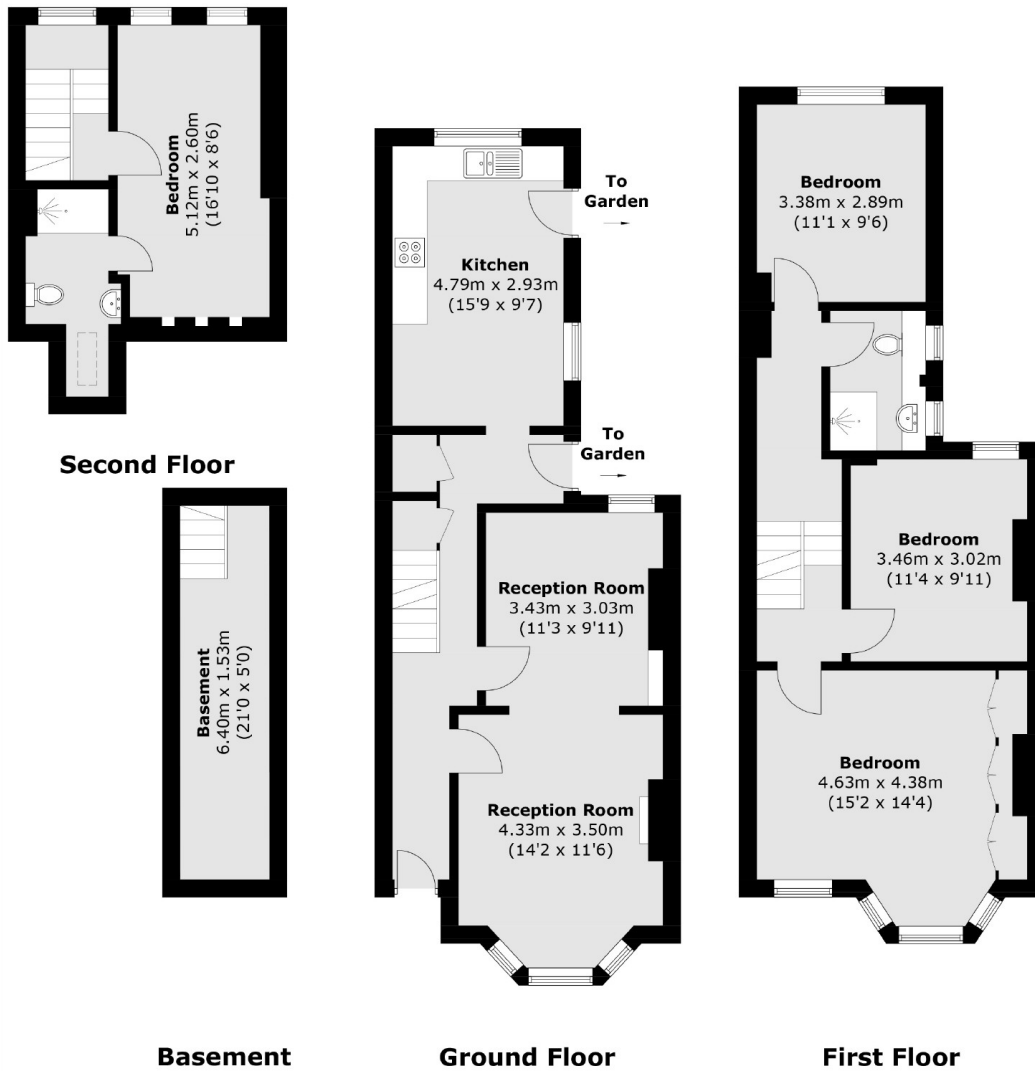 Bedroom
5.12m x 2.60m
(16'10 x 8'6)
Second Floor
Basement
6.40m x 1.53m
(21'0 x 5'0)
Basement
To
Garden
Kitchen
4.79m x 2.93m
(15'9 x 9'7)
To
Garden
Reception Room
3.43m x 3.03m
(11'3 x 9'11)
Reception Room
4.33m x 3.50m
(14'2 x 11'6)
Ground Floor
Bedroom
3.38m x 2.89m
(11'1 x 9'6)
Bedroom
3.46m x 3.02m
(11'4 x 9'11)
Bedroom
4.63m x 4.38m
(15'2 x 14'4)
First Floor